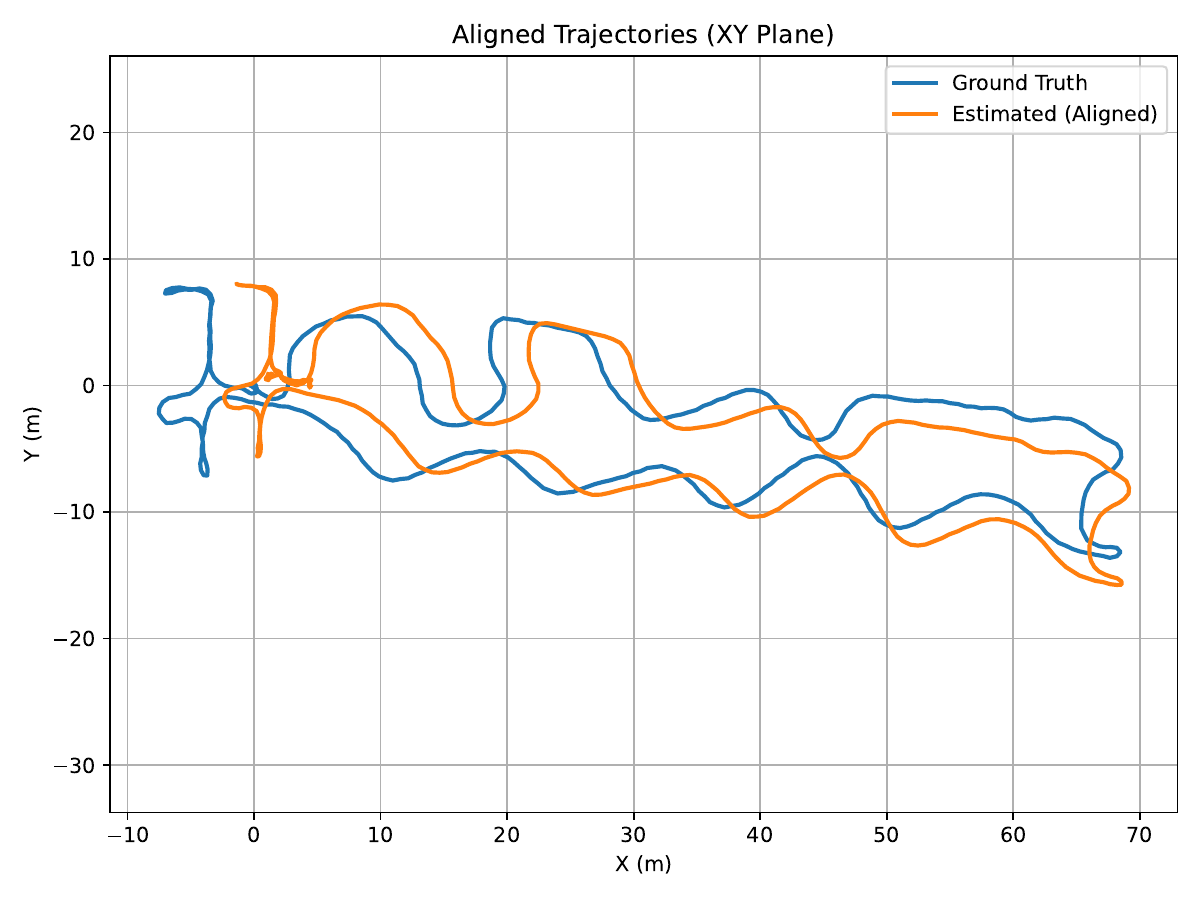 Aligned Trajectories (XY Plane)
Ground Truth
Estimated (Aligned)
Y (m)
20
10
0
−10
−20
−30
−10 0 10 20 30 40 50 60 70
X (m)